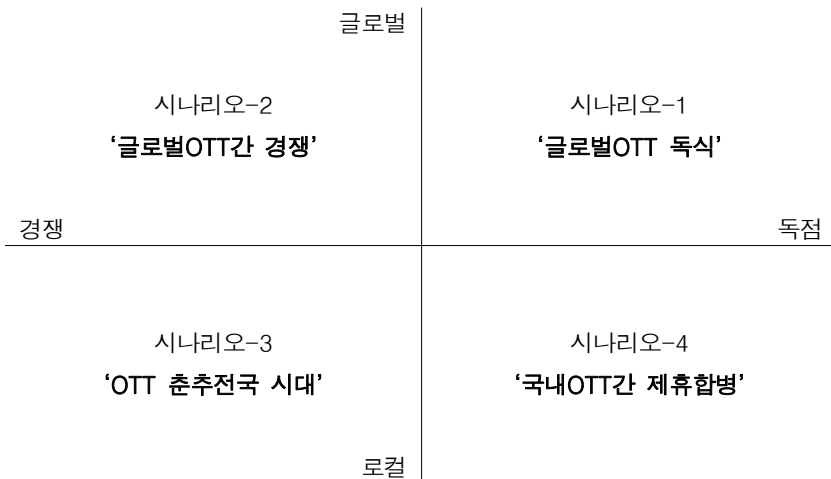 글로벌
시나리오-2
‘글로벌OTT간 경쟁’
시나리오-1
‘글로벌OTT 독식’
경쟁
독점
시나리오-3
‘OTT 춘추전국 시대’
시나리오-4
‘국내OTT간 제휴합병’
로컬